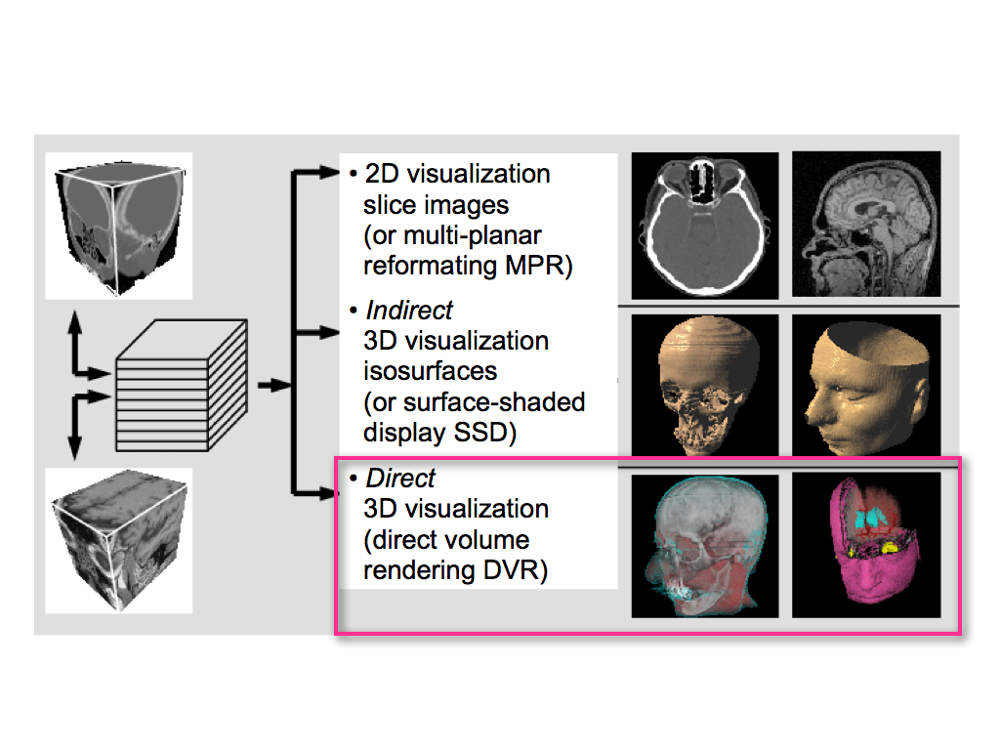 • 2D visualization
slice images
(or multi-planar
reformating MPR)
• Indirect
3D visualization
isosurfaces
(or surface-shaded
display SSD)
• Direct
3D visualization
(direct volume
rendering DVR)